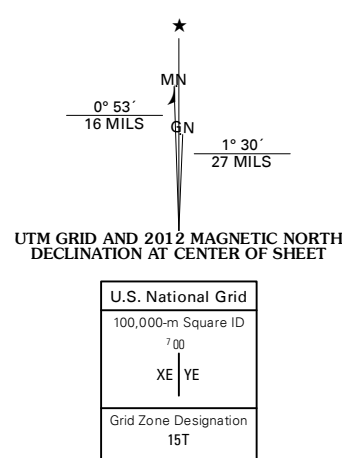 ★
MN
0° 53´
16 MILS
GN
1° 30´
27 MILS
UTM GRID AND 2012 MAGNETIC NORTH
DECLINATION AT CENTER OF SHEET
U.S. National Grid
100,000-m Square ID
⁷00
XE YE
Grid Zone Designation
15T